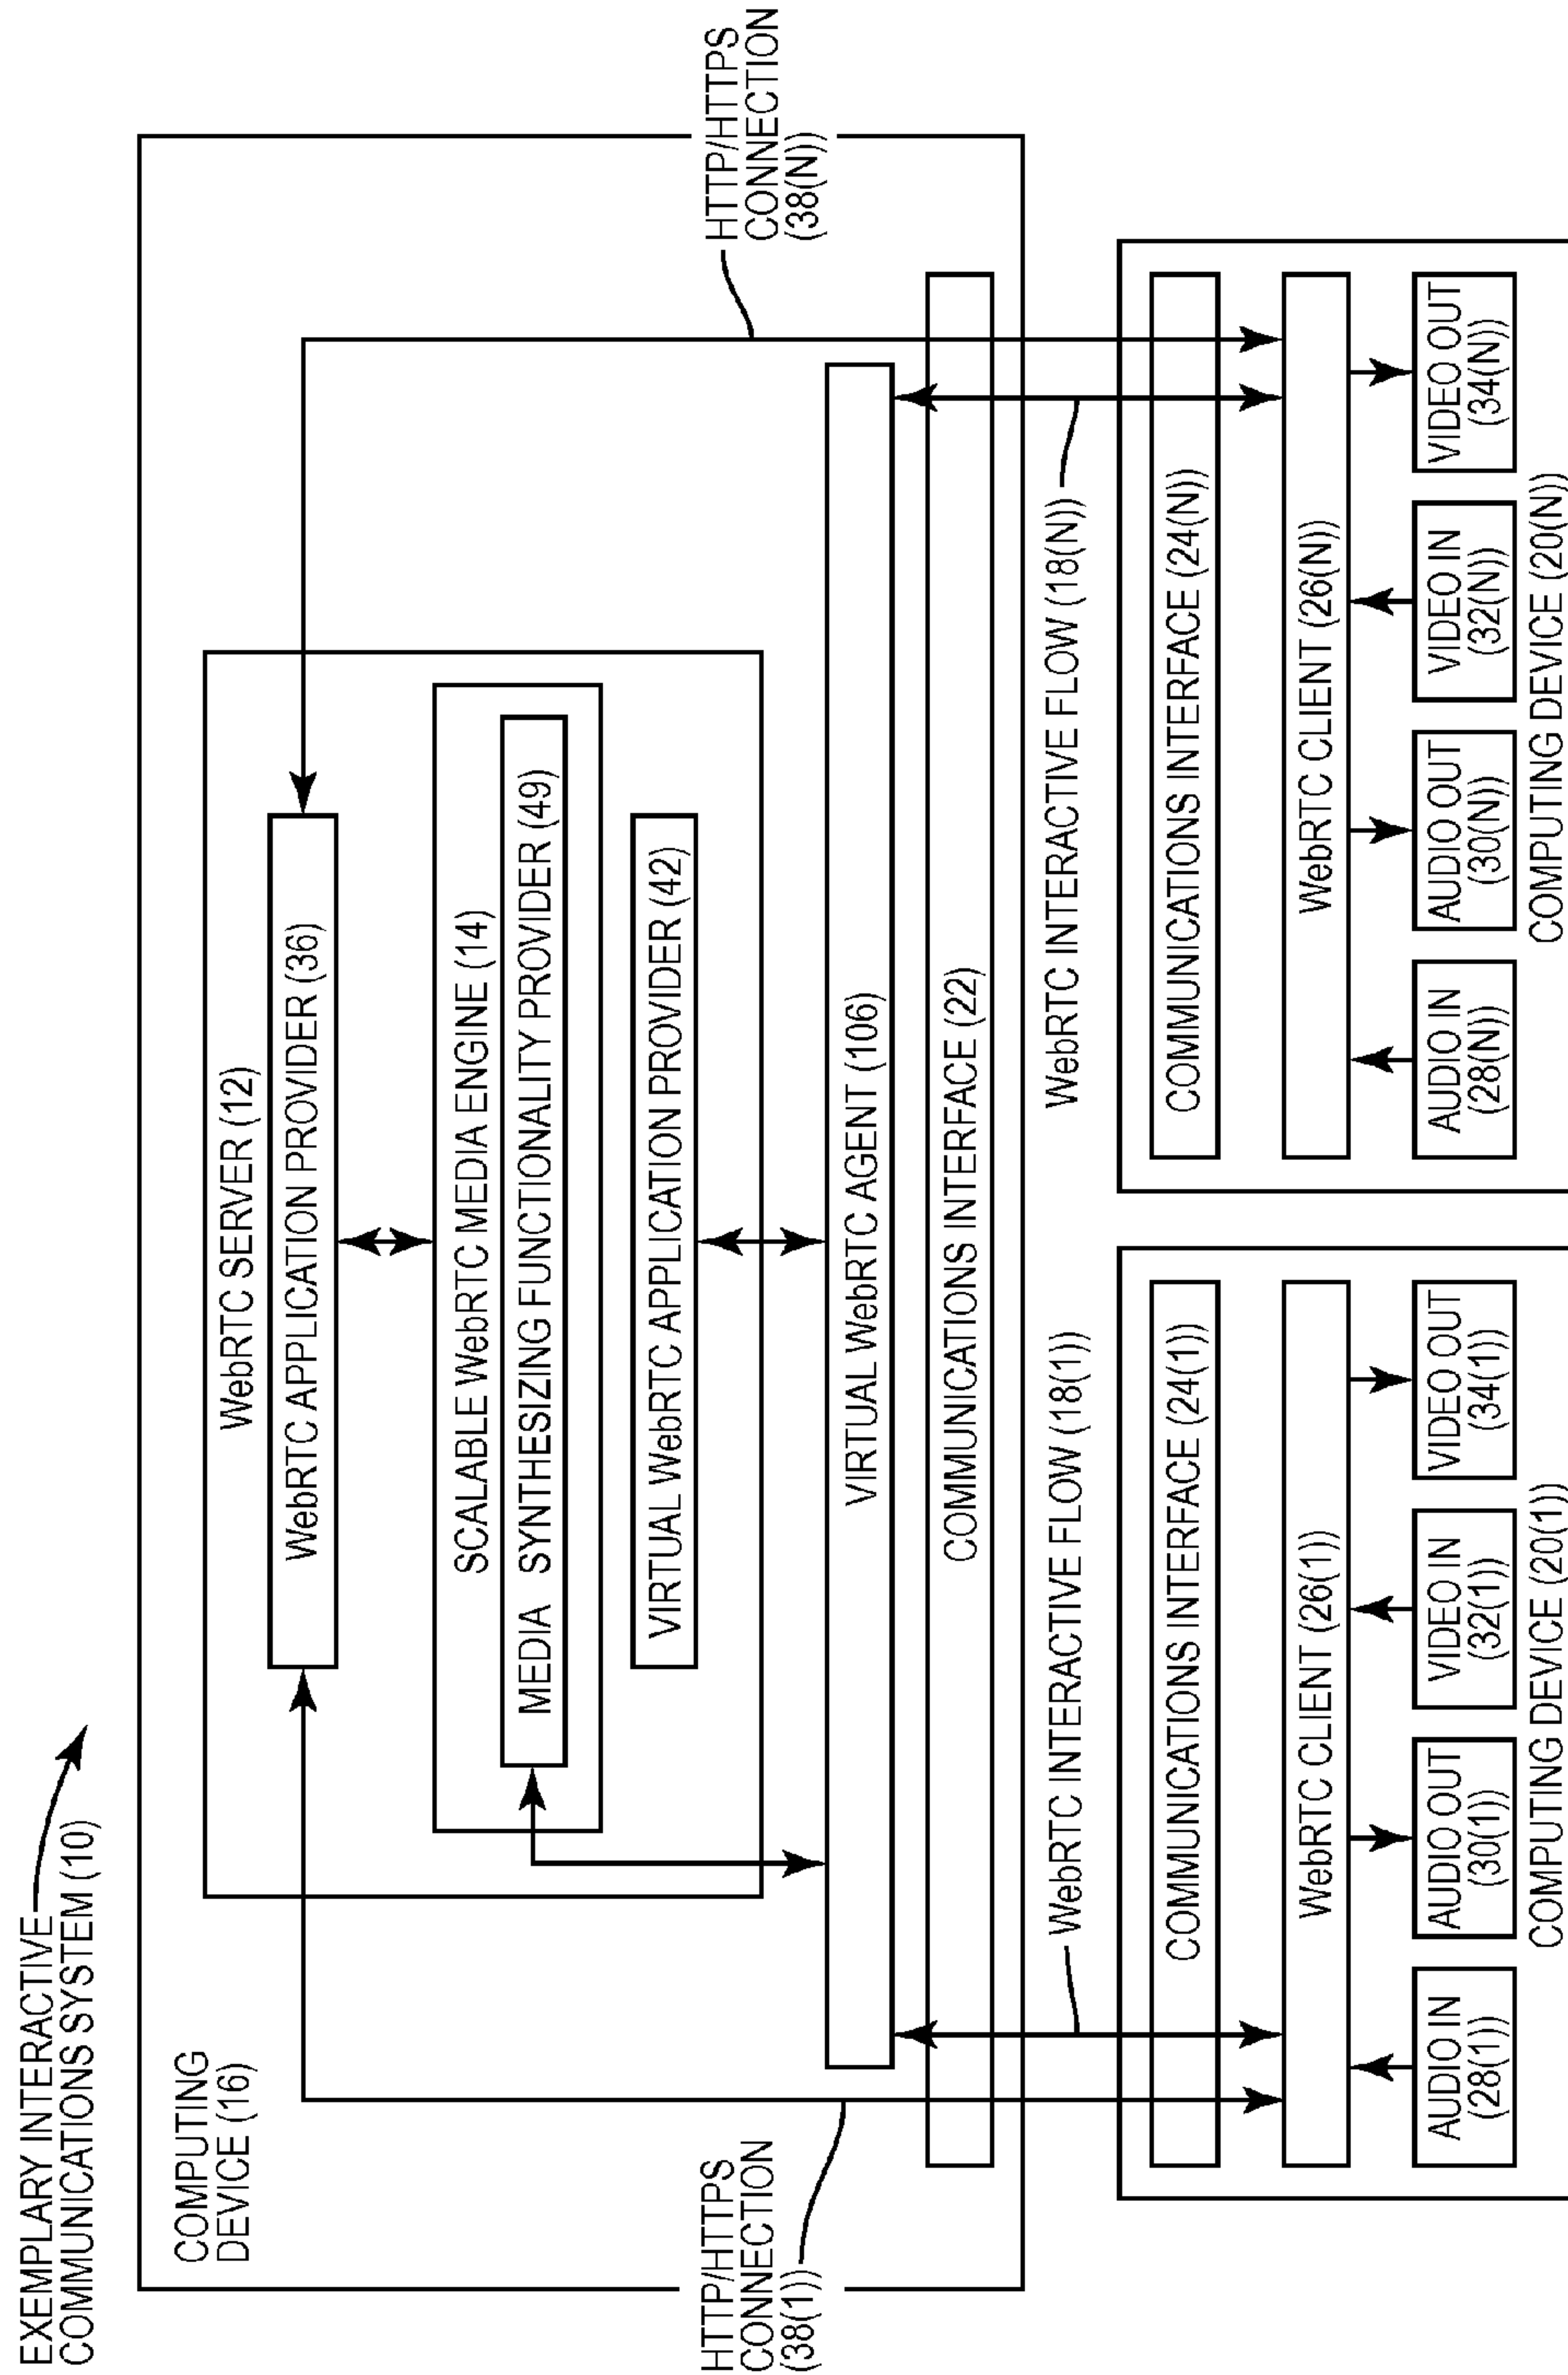 EXEMPLARY INTERACTIVE
COMMUNICATIONS SYSTEM (10)
COMPUTING
DEVICE (16)
WebRTC SERVER (12)
WebRTC APPLICATION PROVIDER (36)
SCALABLE WebRTC MEDIA ENGINE (14)
MEDIA SYNTHESIZING FUNCTIONALITY PROVIDER (49)
VIRTUAL WebRTC APPLICATION PROVIDER (42)
HTTP/HTTPS
CONNECTION
(38(1))
HTTP/HTTPS
CONNECTION
(38(N))
VIRTUAL WebRTC AGENT (106)
COMMUNICATIONS INTERFACE (22)
WebRTC INTERACTIVE FLOW (18(1))
WebRTC INTERACTIVE FLOW (18(N))
COMMUNICATIONS INTERFACE (24(1))
WebRTC CLIENT (26(1))
AUDIO IN
(28(1))
AUDIO OUT
(30(1))
VIDEO IN
(32(1))
VIDEO OUT
(34(1))
COMPUTING DEVICE (20(1))
COMMUNICATIONS INTERFACE (24(N))
WebRTC CLIENT (26(N))
AUDIO IN
(28(N))
AUDIO OUT
(30(N))
VIDEO IN
(32(N))
VIDEO OUT
(34(N))
COMPUTING DEVICE (20(N))